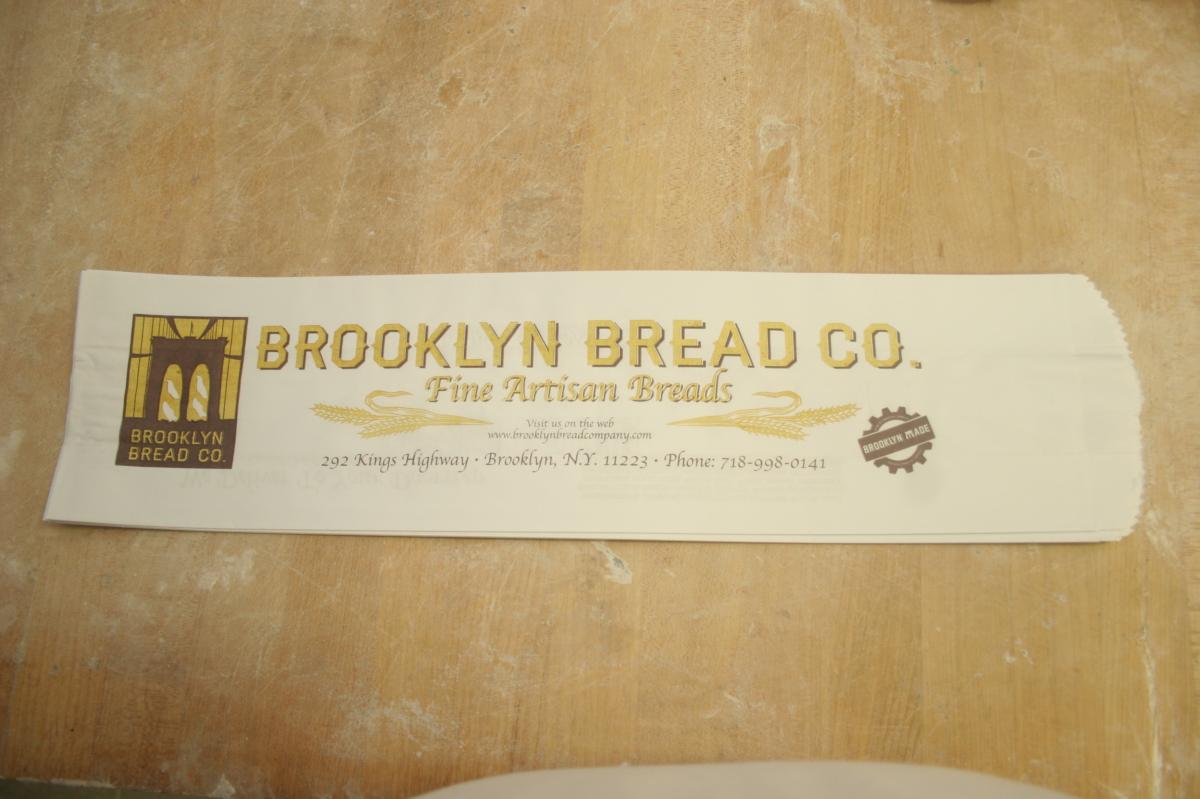 BROOKLYN BREAD CO.
Fine Artisan Breads
Visit us on the web
www.brooklynbreadcompany.com
292 Kings Highway · Brooklyn, N.Y. 11223 · Phone: 718-998-0141
BROOKLYN
BREAD CO.
BROOKLYN MADE